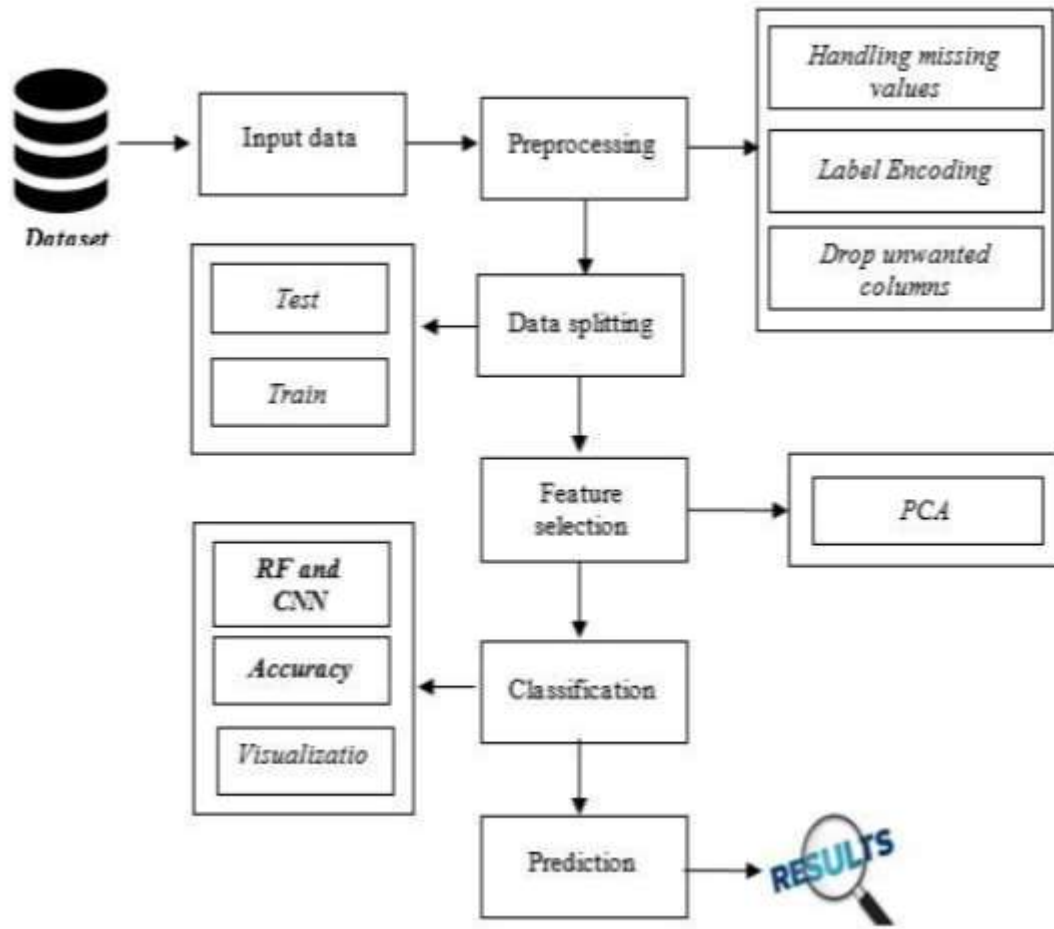 Dataset
Input data
Preprocessing
Handling missing
values
Label Encoding
Drop unwanted
columns
Test
Train
Data splitting
Feature
selection
PCA
RF and
CNN
Accuracy
Visualizatio
Classification
Prediction
RESULTS